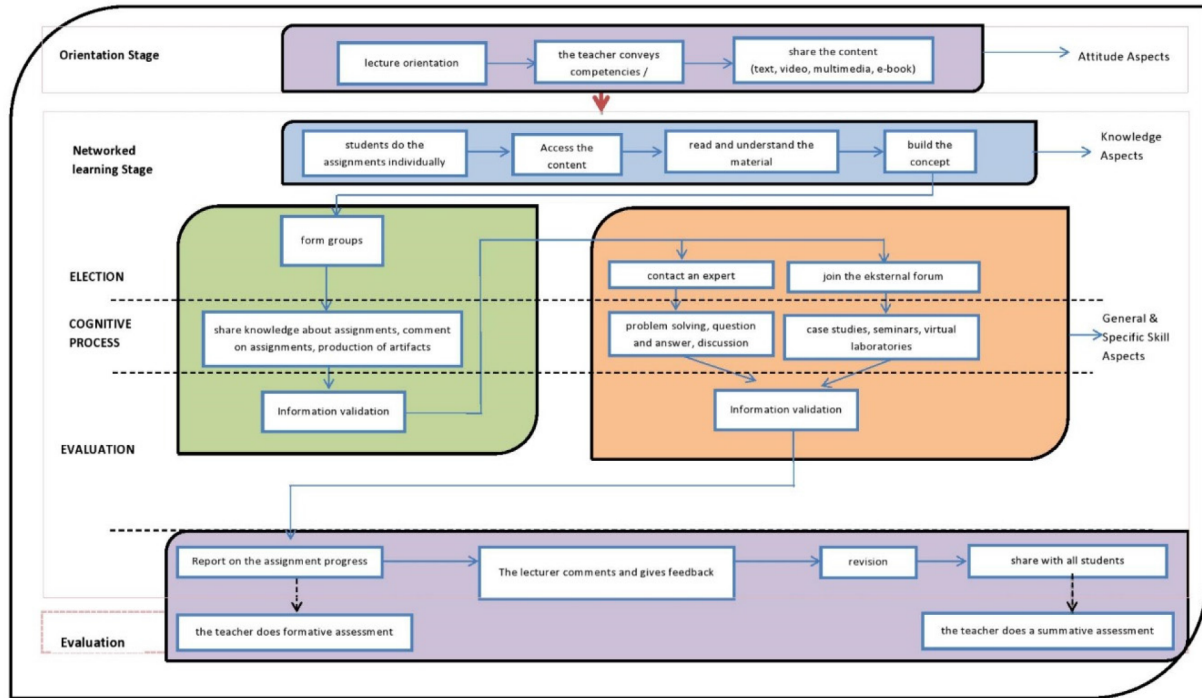 Orientation Stage
lecture orientation
the teacher conveys
competencies /
share the content
(text, video, multimedia, e-book)
Attitude Aspects
Networked
learning Stage
students do the
assignments individually
Access the
content
read and understand the
material
build the
concept
Knowledge
Aspects
form groups
ELECTION
contact an expert
join the eksternal forum
COGNITIVE
PROCESS
share knowledge about assignments, comment
on assignments, production of artifacts
problem solving, question
and answer, discussion
case studies, seminars, virtual
laboratories
General &
Specific Skill
Aspects
Information validation
Information validation
EVALUATION
Report on the assignment progress
The lecturer comments and gives feedback
revision
share with all students
Evaluation
the teacher does formative assessment
the teacher does a summative assessment